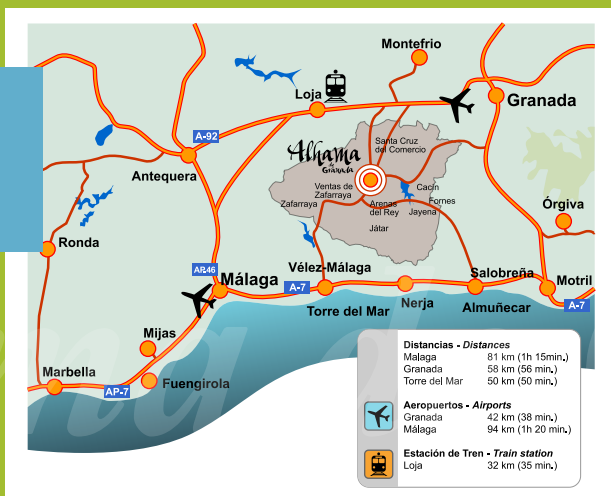 Montefrio
Loja
Granada
A-92
Santa Cruz
del Comercio
Alhama
de
Granada
Antequera
Ventas de
Zafarraya
Cacín
Zafarraya
Arenas
del Rey
Fornes
Jayena
Órgiva
Játar
Ronda
AP.46
Málaga
Vélez-Málaga
Salobreña
A-7
Motril
Torre del Mar
Nerja
Almuñecar
A-7
Mijas
Marbella
AP-7
Fuengirola
Distancias - Distances
Malaga 81 km (1h 15min.)
Granada 58 km (56 min.)
Torre del Mar 50 km (50 min.)
Aeropuertos - Airports
Granada 42 km (38 min.)
Málaga 94 km (1h 20 min.)
Estación de Tren - Train station
Loja 32 km (35 min.)